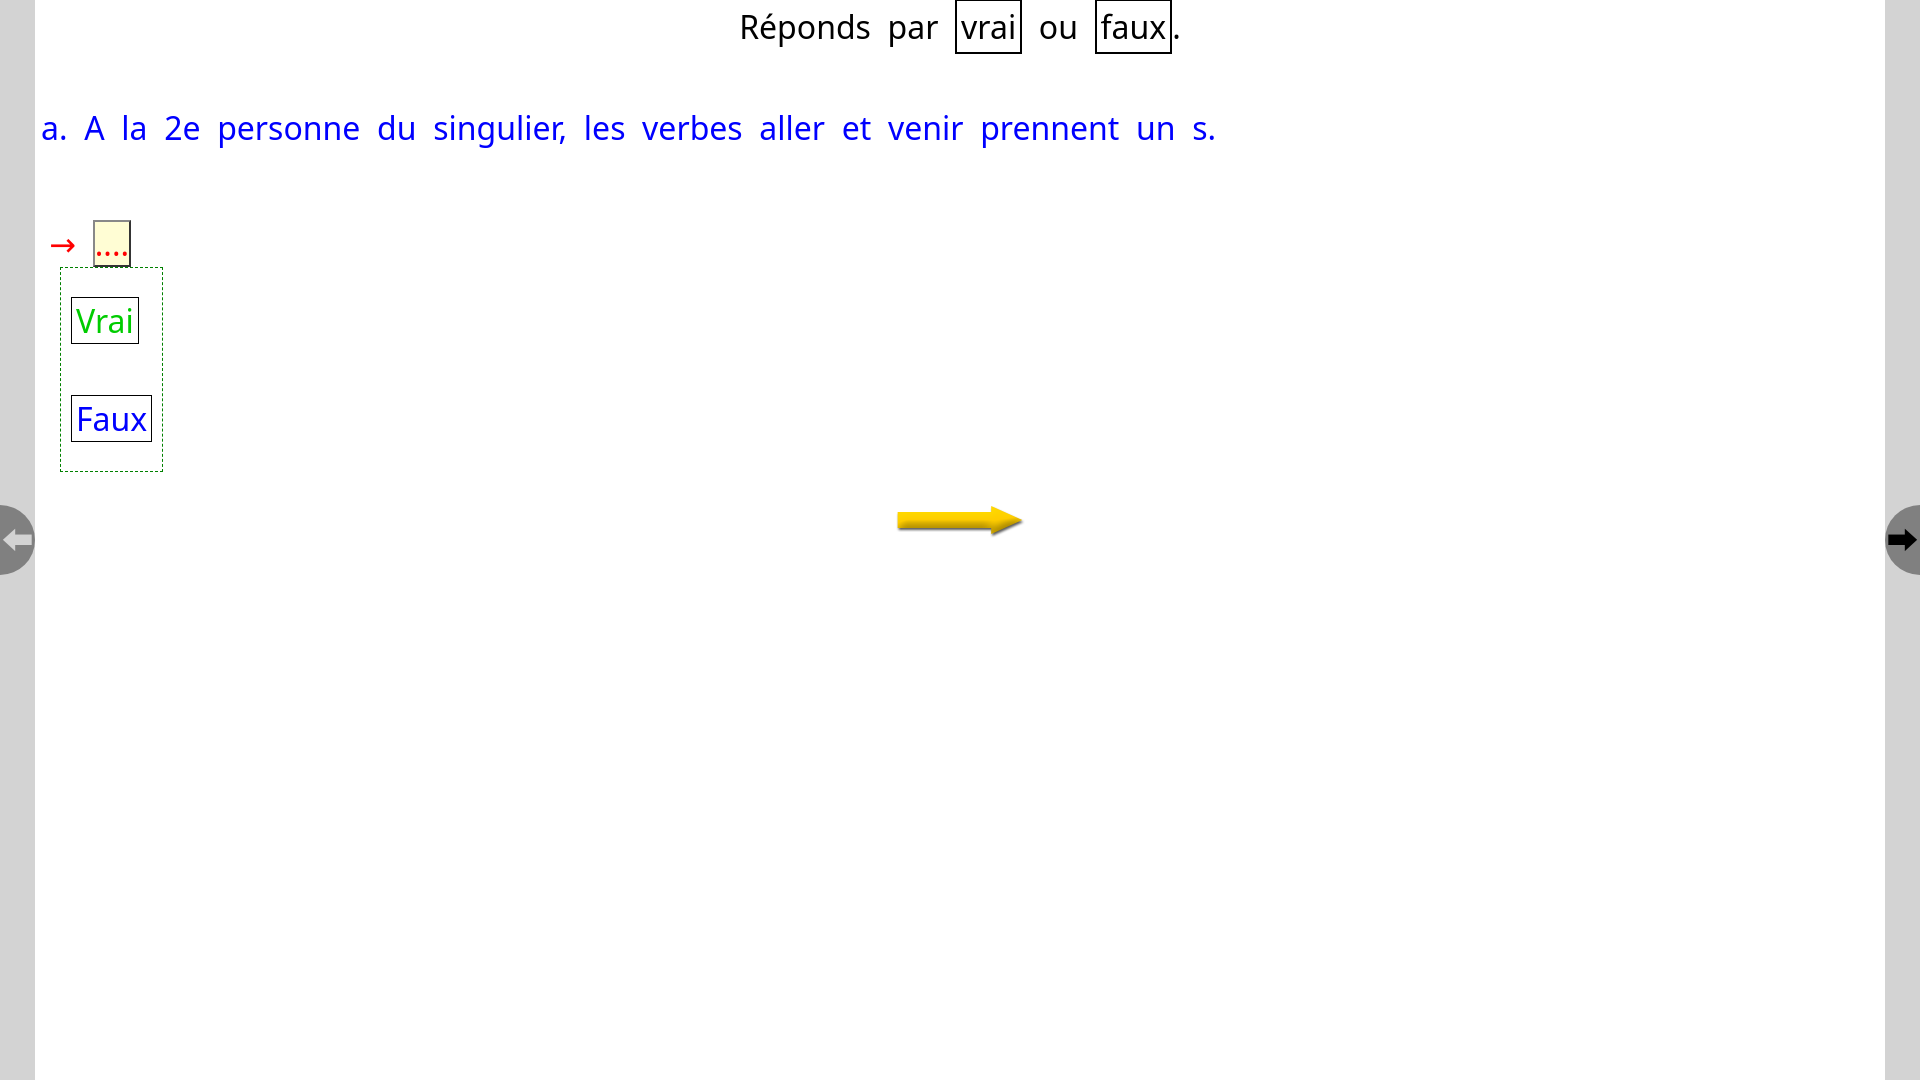 Réponds par vrai ou faux.
a. A la 2e personne du singulier, les verbes aller et venir prennent un s.
→ ....
Vrai
Faux